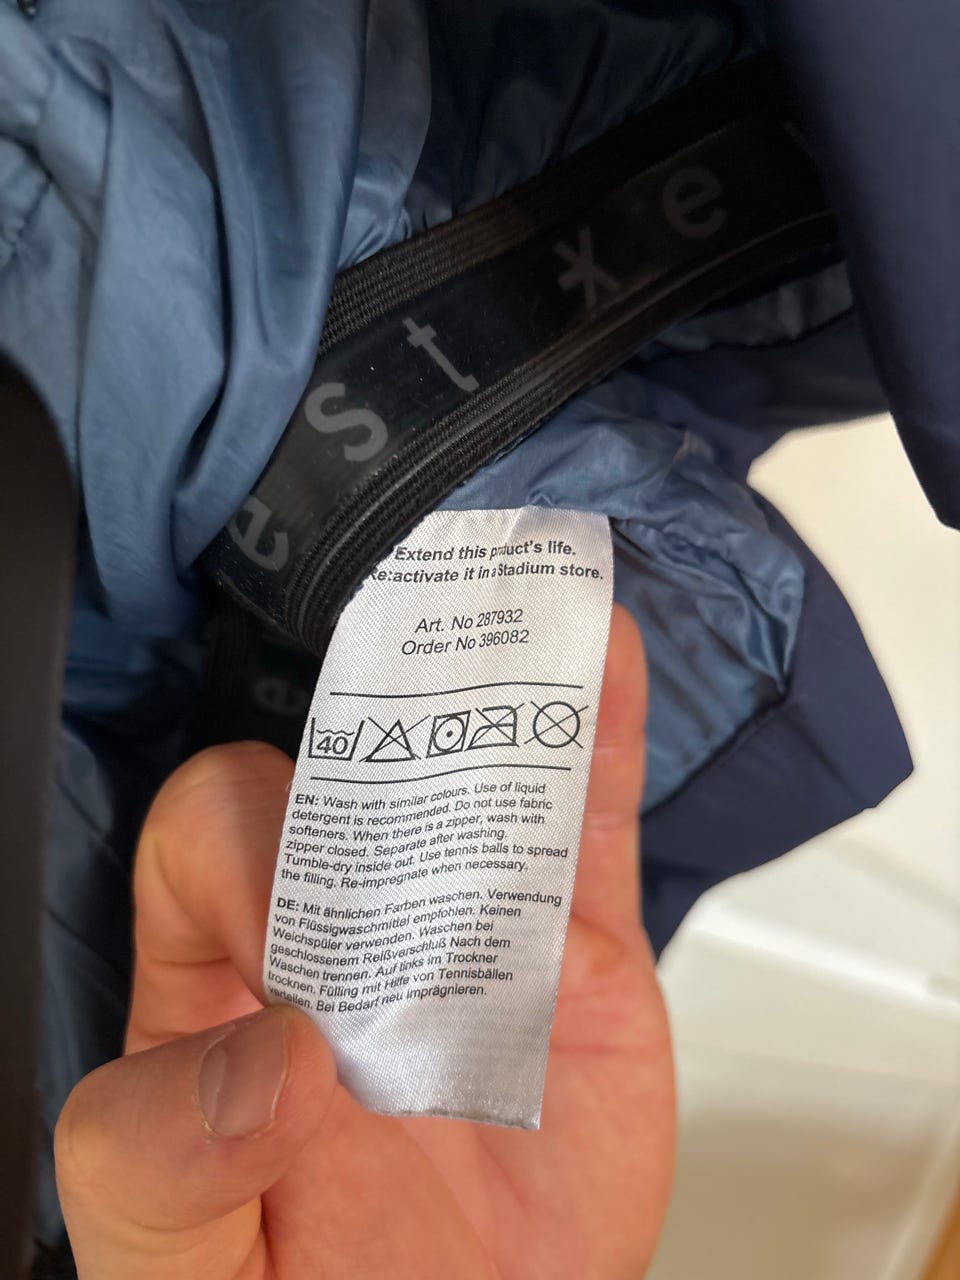 e s t * e
e
Extend this product's life.
Re:activate it in a Stadium store.
Art. No 287932
Order No 396082
40
EN: Wash with similar colours. Use of liquid
detergent is recommended. Do not use fabric
softeners. When there is a zipper, wash with
zipper closed. Separate after washing.
Tumble-dry inside out. Use tennis balls to spread
the filling. Re-impregnate when necessary.
DE: Mit ähnlichen Farben waschen. Verwendung
von Flüssigwaschmittel empfohlen. Keinen
Weichspüler verwenden. Waschen bei
geschlossenem Reißverschluß Nach dem
Waschen trennen. Auf links im Trockner
trocknen. Fülling mit Hilfe von Tennisbällen
verteilen. Bei Bedarf neu imprägnieren.